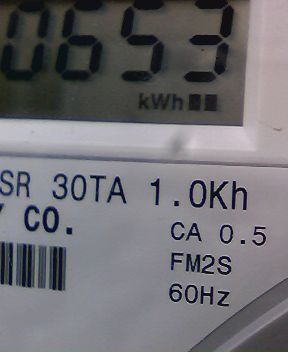 0653
kWh
SR 30TA 1.0Kh
Y CO.
CA 0.5
FM2S
60Hz